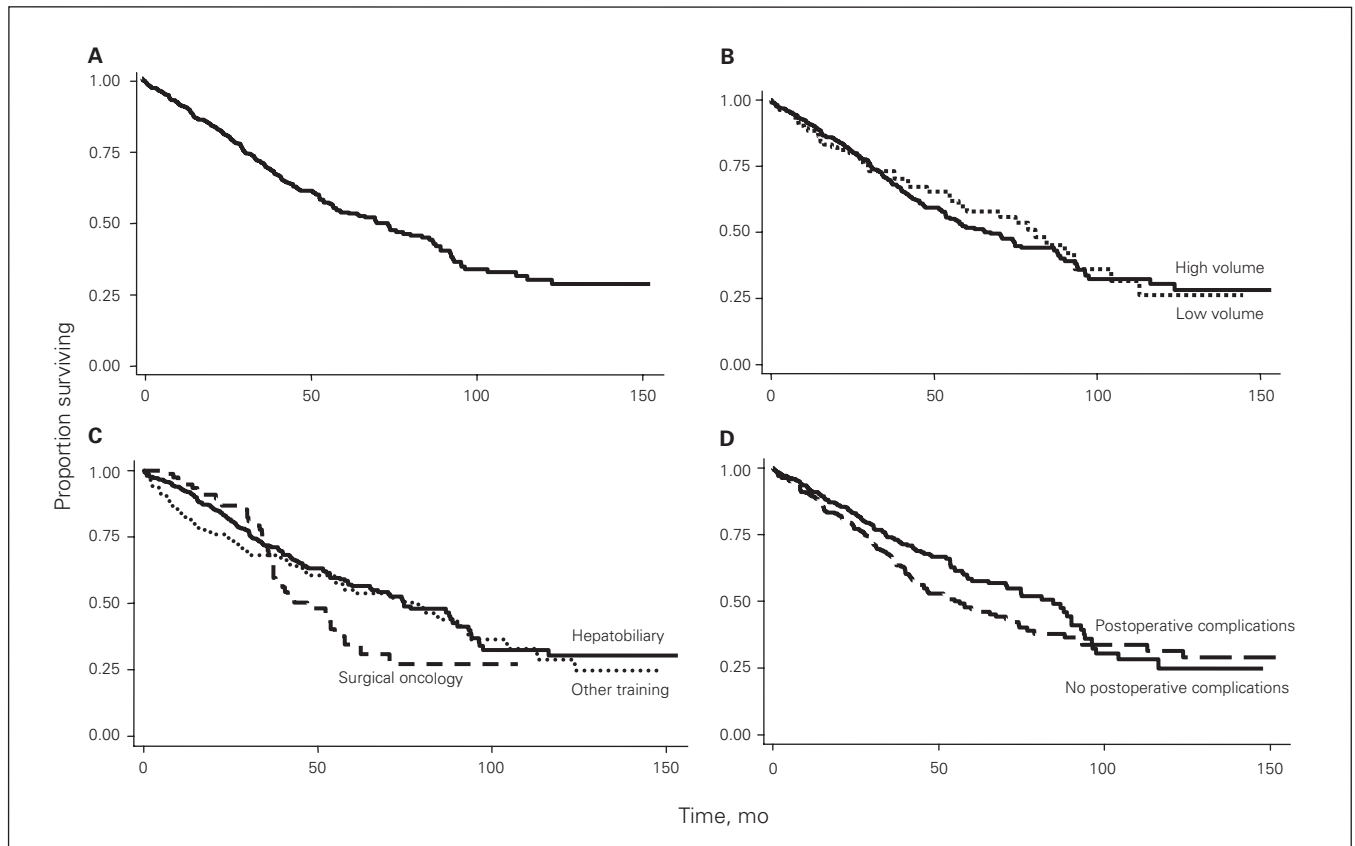 A
1.00
0.75
0.50
0.25
0.00
0
50
100
150
B
1.00
0.75
0.50
0.25
0.00
High volume
Low volume
0
50
100
150
Proportion surviving
C
1.00
0.75
0.50
0.25
0.00
Hepatobiliary
Surgical oncology
Other training
0
50
100
150
D
1.00
0.75
0.50
0.25
0.00
Postoperative complications
No postoperative complications
0
50
100
150
Time, mo